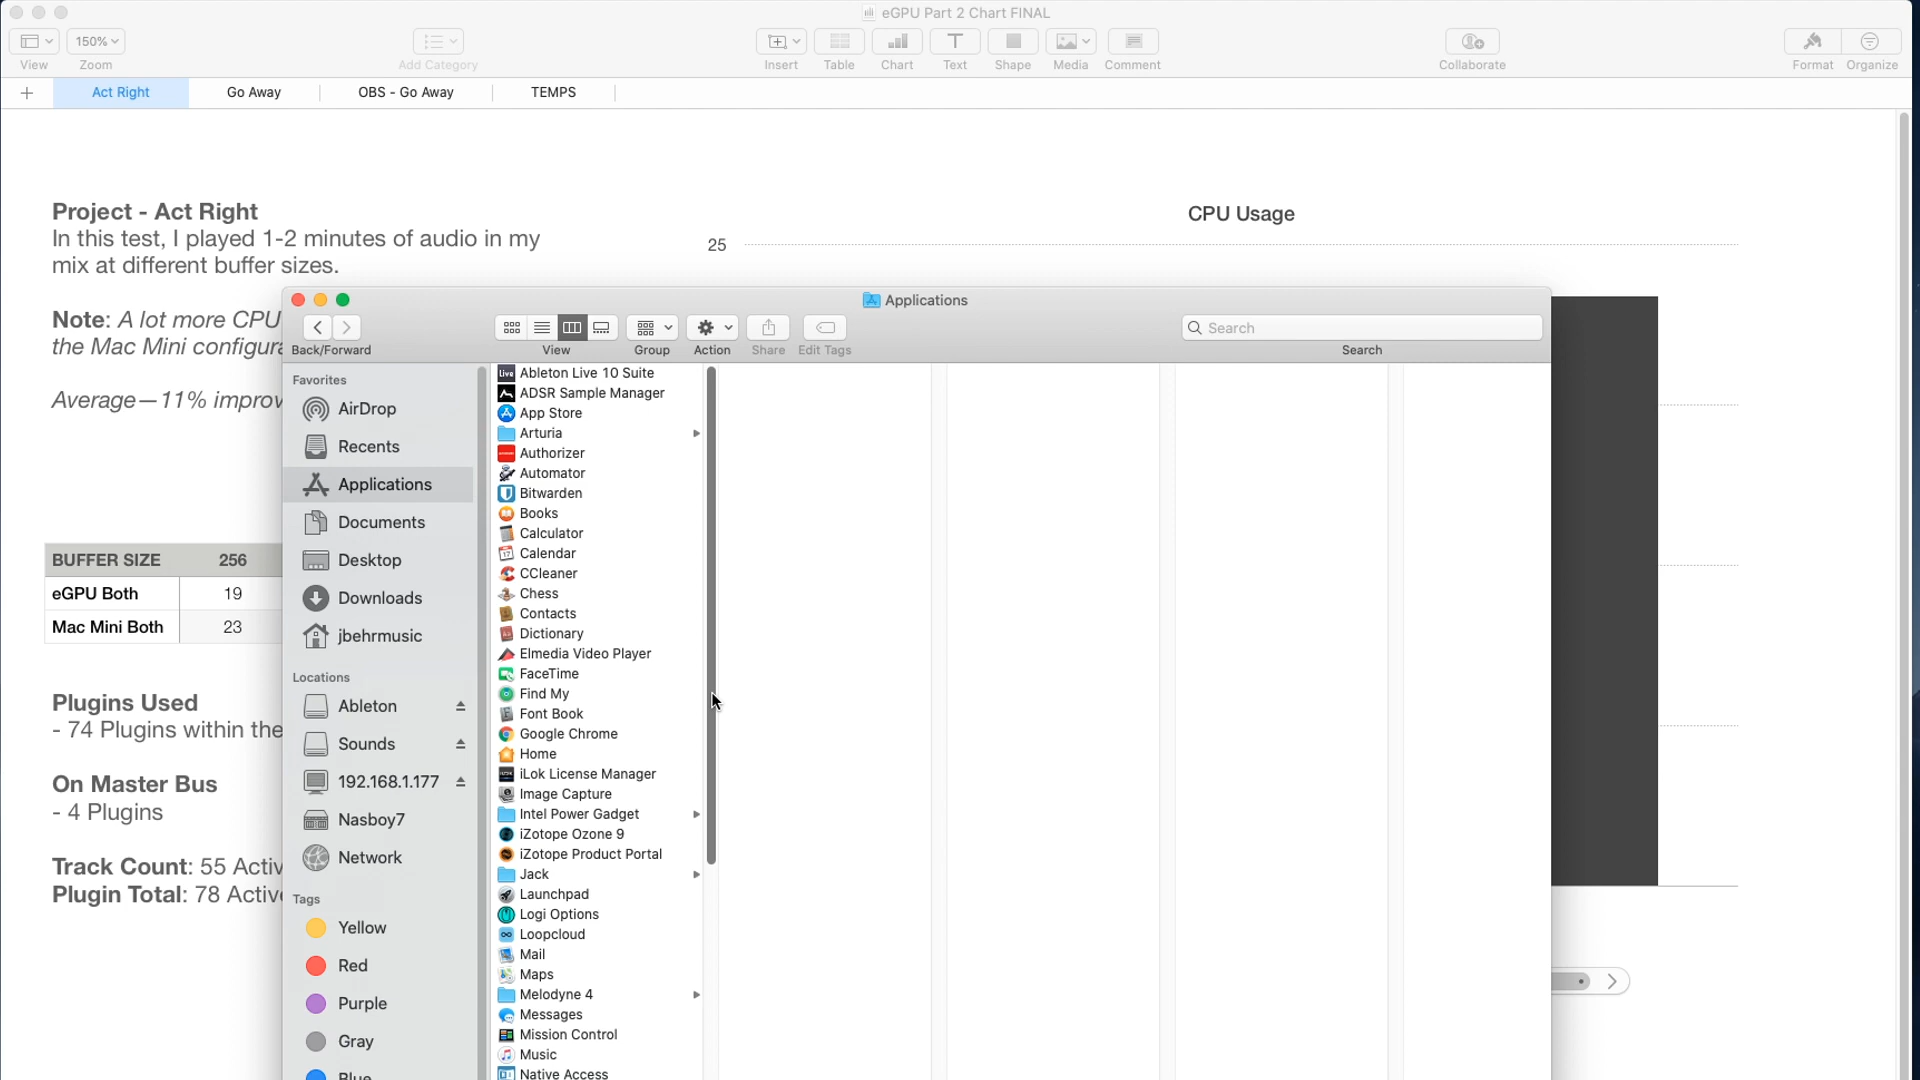 eGPU Part 2 Chart FINAL
150%
View
Zoom
Add Category
Insert
Table
Chart
Text
Shape
Media
Comment
Collaborate
Format
Organize
Act Right
Go Away
OBS - Go Away
TEMPS
Project - Act Right
In this test, I played 1-2 minutes of audio in my
mix at different buffer sizes.
Note: A lot more CPU
the Mac Mini configura
Average—11% improv
CPU Usage
25
BUFFER SIZE 256
eGPU Both 19
Mac Mini Both 23
Plugins Used
- 74 Plugins within the
On Master Bus
- 4 Plugins
Track Count: 55 Activ
Plugin Total: 78 Active
Applications
Back/Forward
View
Group
Action
Share
Edit Tags
Search
Search
Favorites
AirDrop
Recents
Applications
Documents
Desktop
Downloads
jbehrmusic
Locations
Ableton
Sounds
192.168.1.177
Nasboy7
Network
Tags
Yellow
Red
Purple
Gray
Blue
Ableton Live 10 Suite
ADSR Sample Manager
App Store
Arturia
Authorizer
Automator
Bitwarden
Books
Calculator
Calendar
CCleaner
Chess
Contacts
Dictionary
Elmedia Video Player
FaceTime
Find My
Font Book
Google Chrome
Home
iLok License Manager
Image Capture
Intel Power Gadget
iZotope Ozone 9
iZotope Product Portal
Jack
Launchpad
Logi Options
Loopcloud
Mail
Maps
Melodyne 4
Messages
Mission Control
Music
Native Access